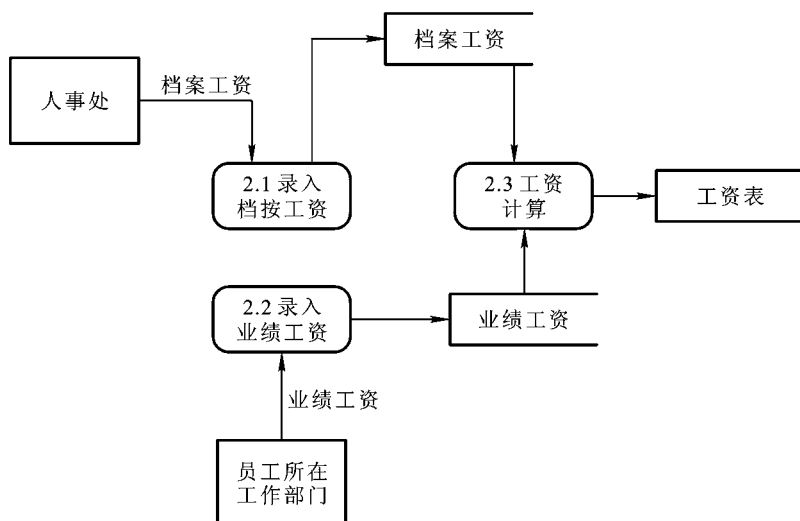 档案工资
人事处
档案工资
2.1 录入
档按工资
2.3 工资
计算
工资表
2.2 录入
业绩工资
业绩工资
业绩工资
员工所在
工作部门